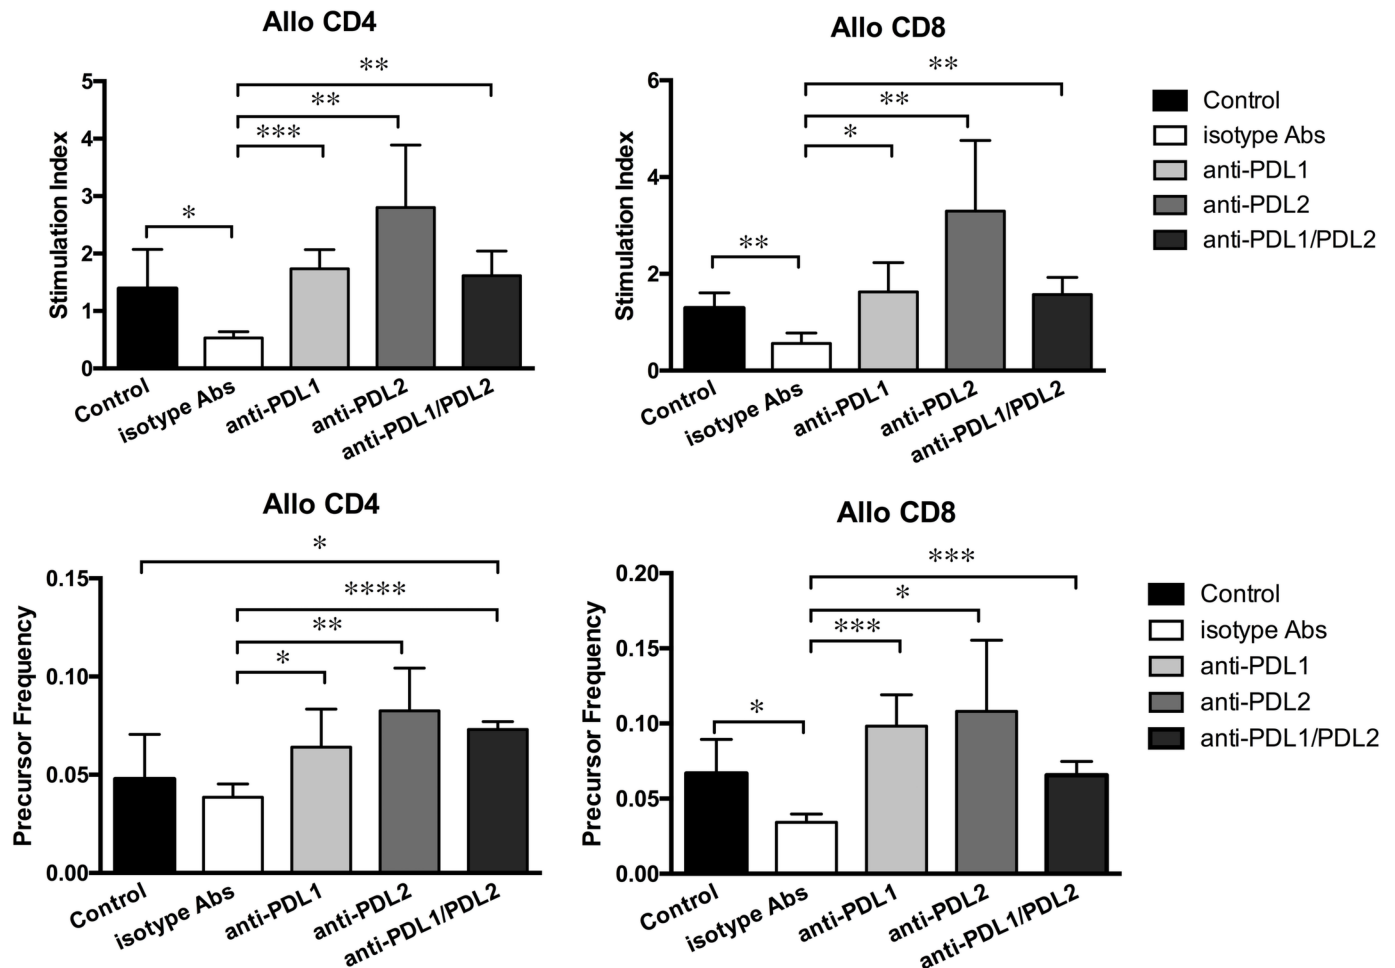 Allo CD4
Stimulation Index
5
4
3
2
1
0
*
***
**
**
Control
isotype Abs
anti-PDL1
anti-PDL2
anti-PDL1/PDL2
Allo CD8
Stimulation Index
6
4
2
0
**
*
**
**
Control
isotype Abs
anti-PDL1
anti-PDL2
anti-PDL1/PDL2
Control
isotype Abs
anti-PDL1
anti-PDL2
anti-PDL1/PDL2
Allo CD4
Precursor Frequency
0.15
0.10
0.05
0.00
*
****
**
*
Control
isotype Abs
anti-PDL1
anti-PDL2
anti-PDL1/PDL2
Allo CD8
Precursor Frequency
0.20
0.15
0.10
0.05
0.00
***
*
***
*
Control
isotype Abs
anti-PDL1
anti-PDL2
anti-PDL1/PDL2
Control
isotype Abs
anti-PDL1
anti-PDL2
anti-PDL1/PDL2